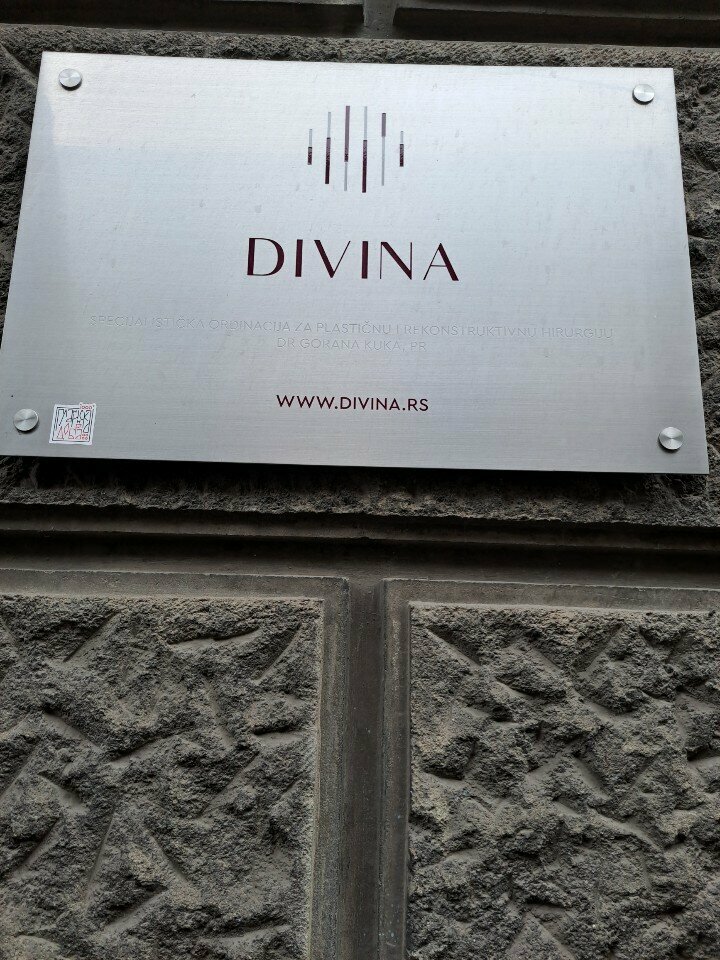 DIVINA
SPECIJALISTIČKA ORDINACIJA ZA PLASTIČNU I REKONSTRUKTIVNU HIRURGIJU
DR GORANA KUKA, PR
WWW.DIVINA.RS